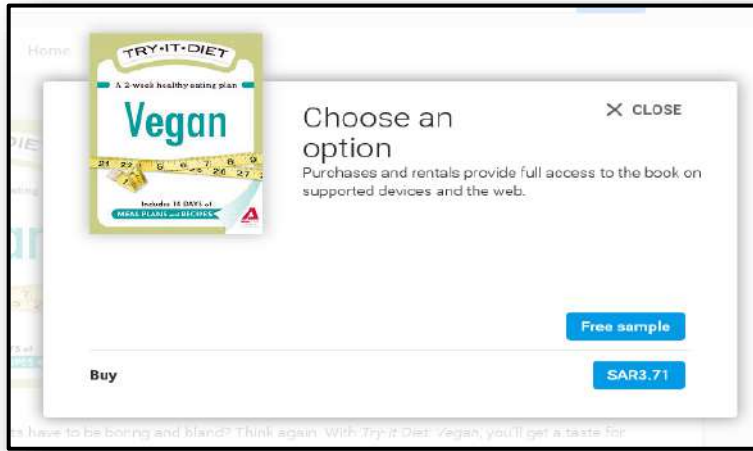 Home
TRY-IT-DIET
A 2-week healthy eating plan
Vegan
Includes 14 DAYS of
MEAL PLANS and RECIPES
Choose an
option
CLOSE
Purchases and rentals provide full access to the book on
supported devices and the web.
Free sample
Buy
SAR3.71
have to be boring and bland? Think again. With Try-It Diet: Vegan, you'll get a taste for